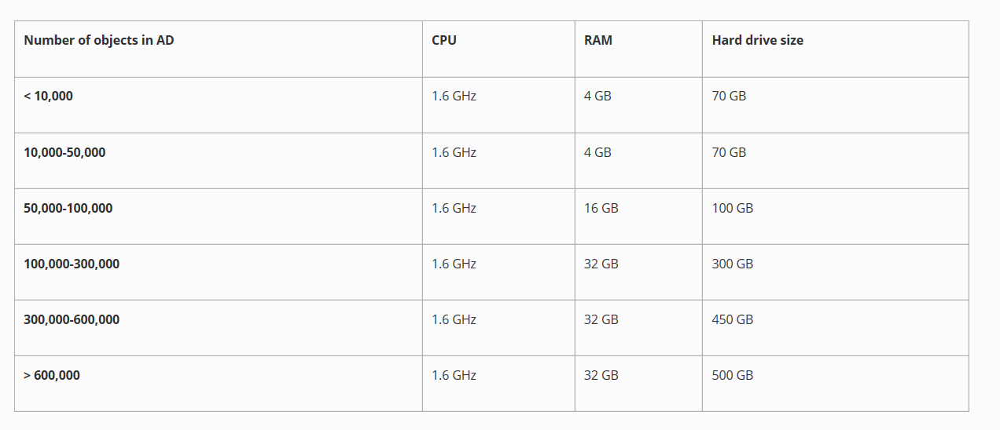 Number of objects in AD CPU RAM Hard drive size
< 10,000 1.6 GHz 4 GB 70 GB
10,000-50,000 1.6 GHz 4 GB 70 GB
50,000-100,000 1.6 GHz 16 GB 100 GB
100,000-300,000 1.6 GHz 32 GB 300 GB
300,000-600,000 1.6 GHz 32 GB 450 GB
> 600,000 1.6 GHz 32 GB 500 GB